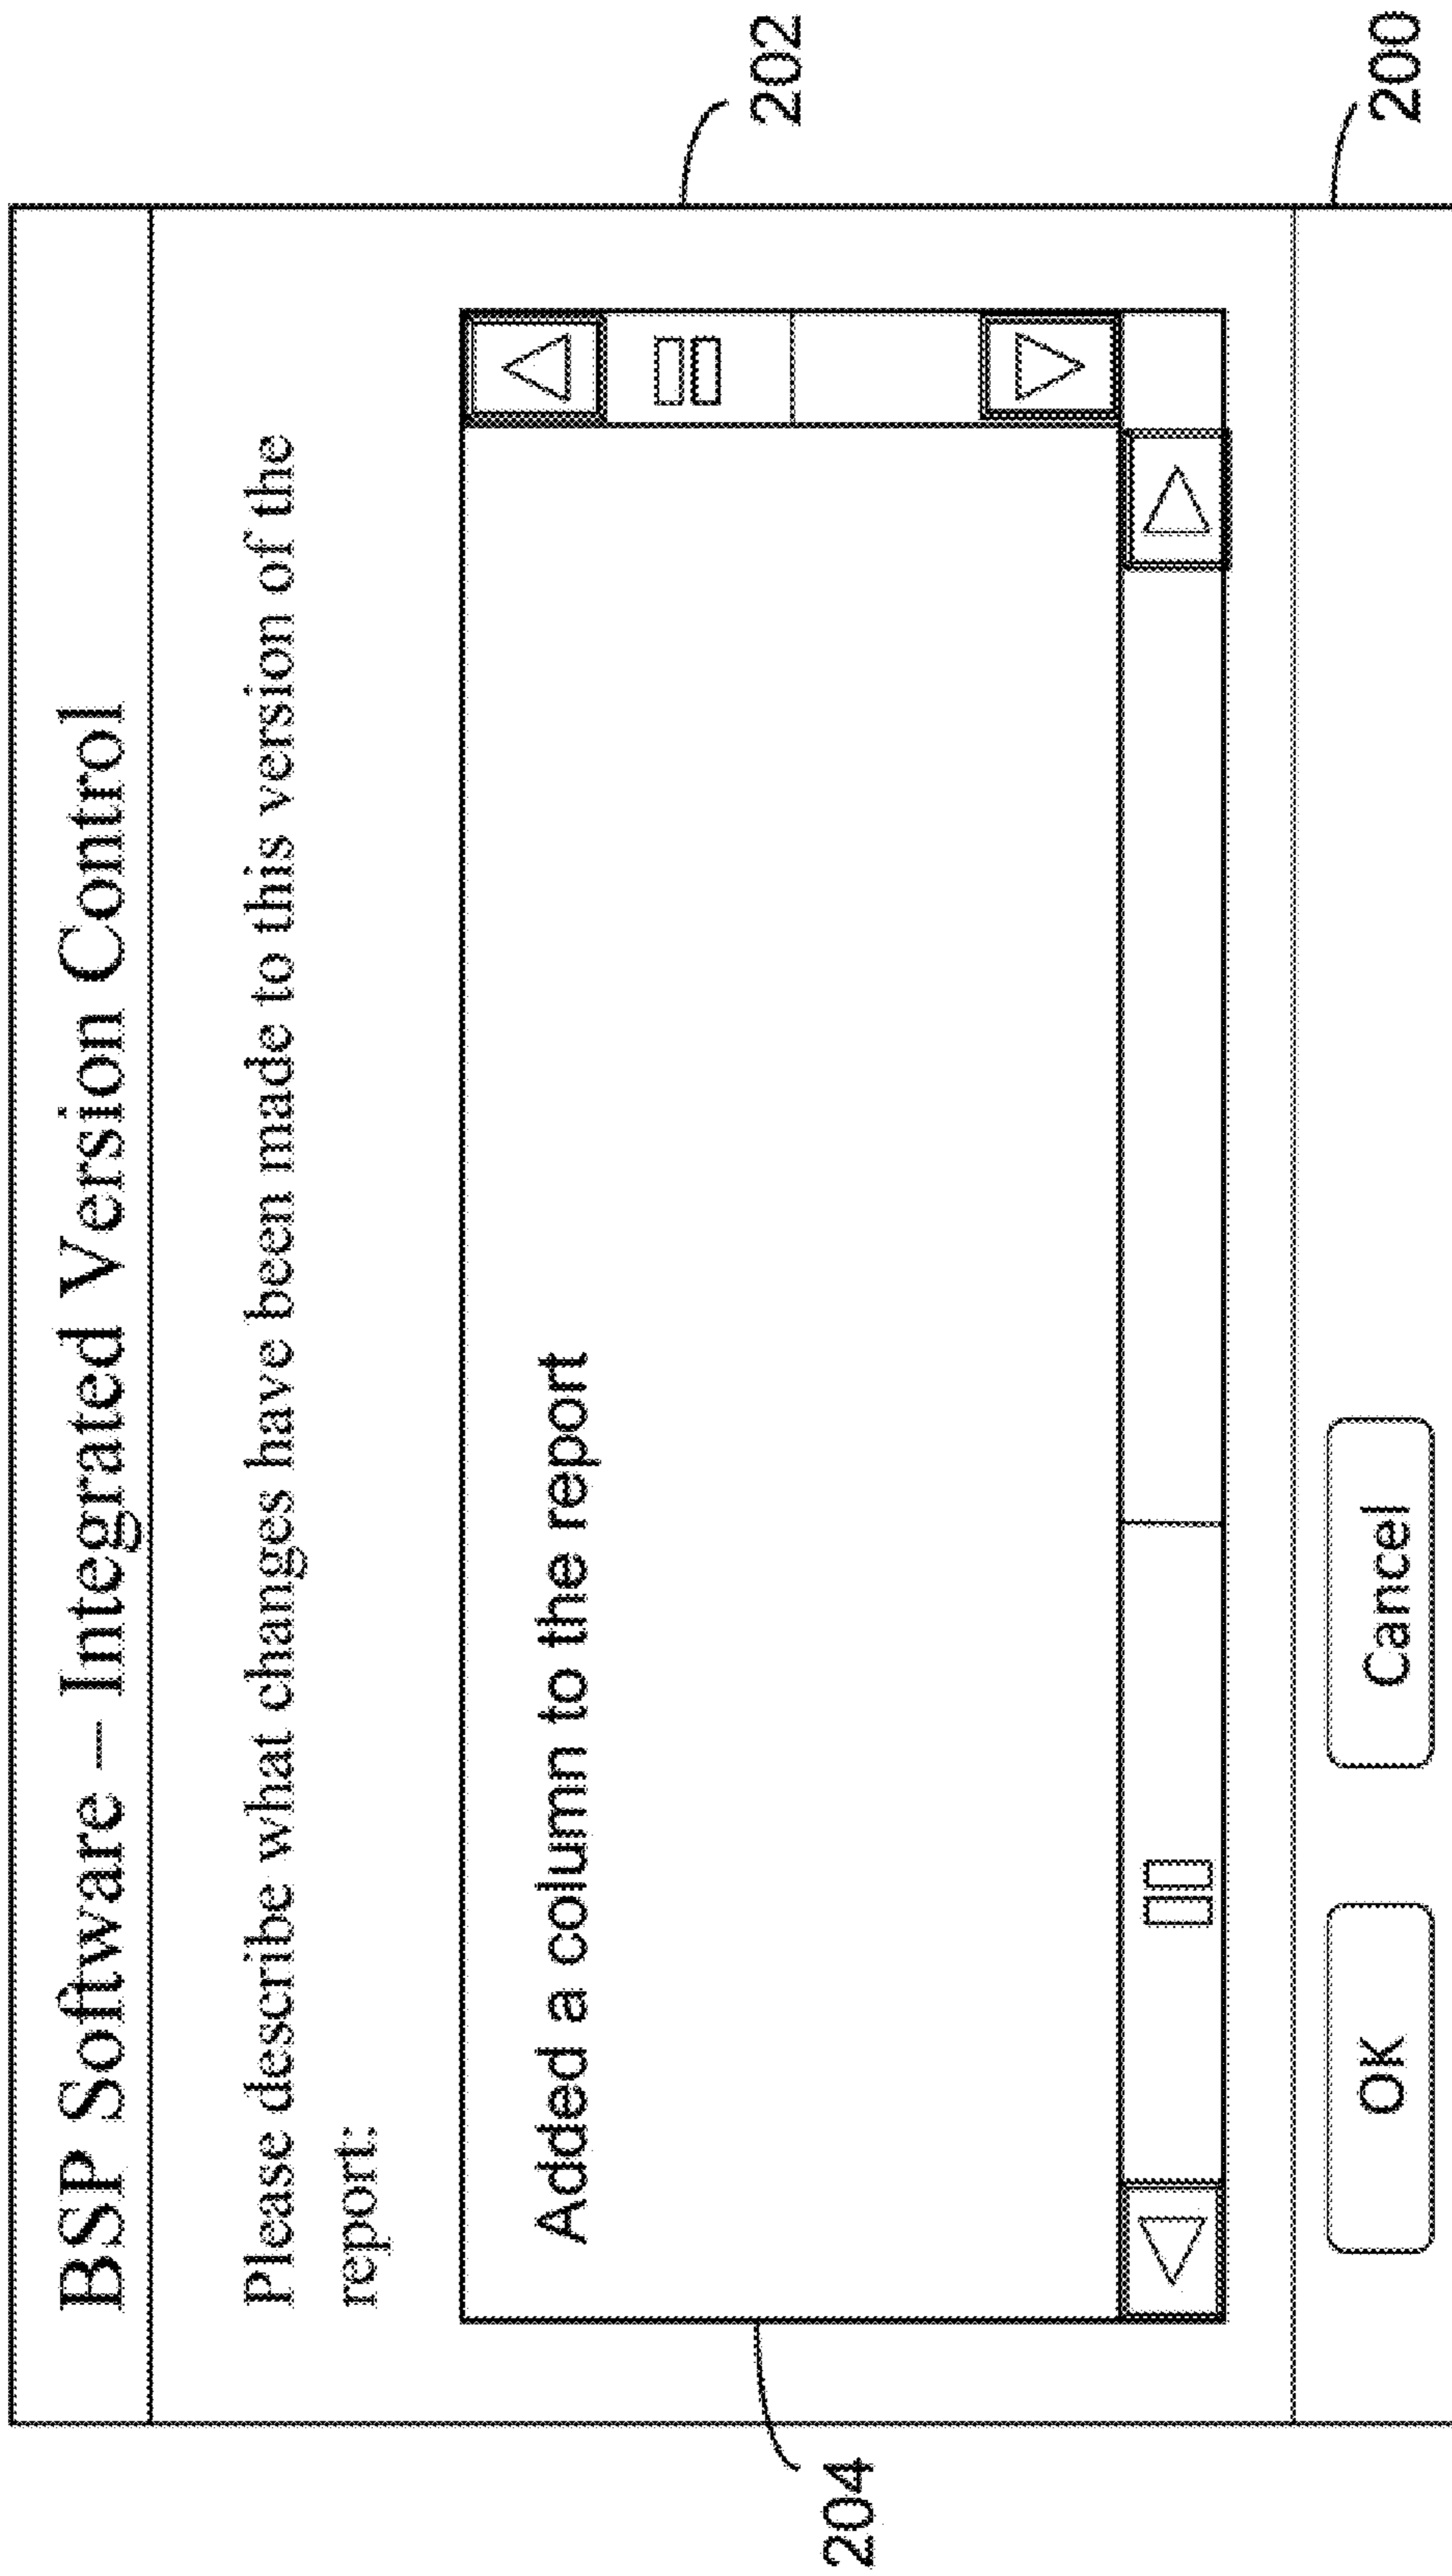 BSP Software – Integrated Version Control
Please describe what changes have been made to this version of the
report:
202
Added a column to the report
204
OK
Cancel
200